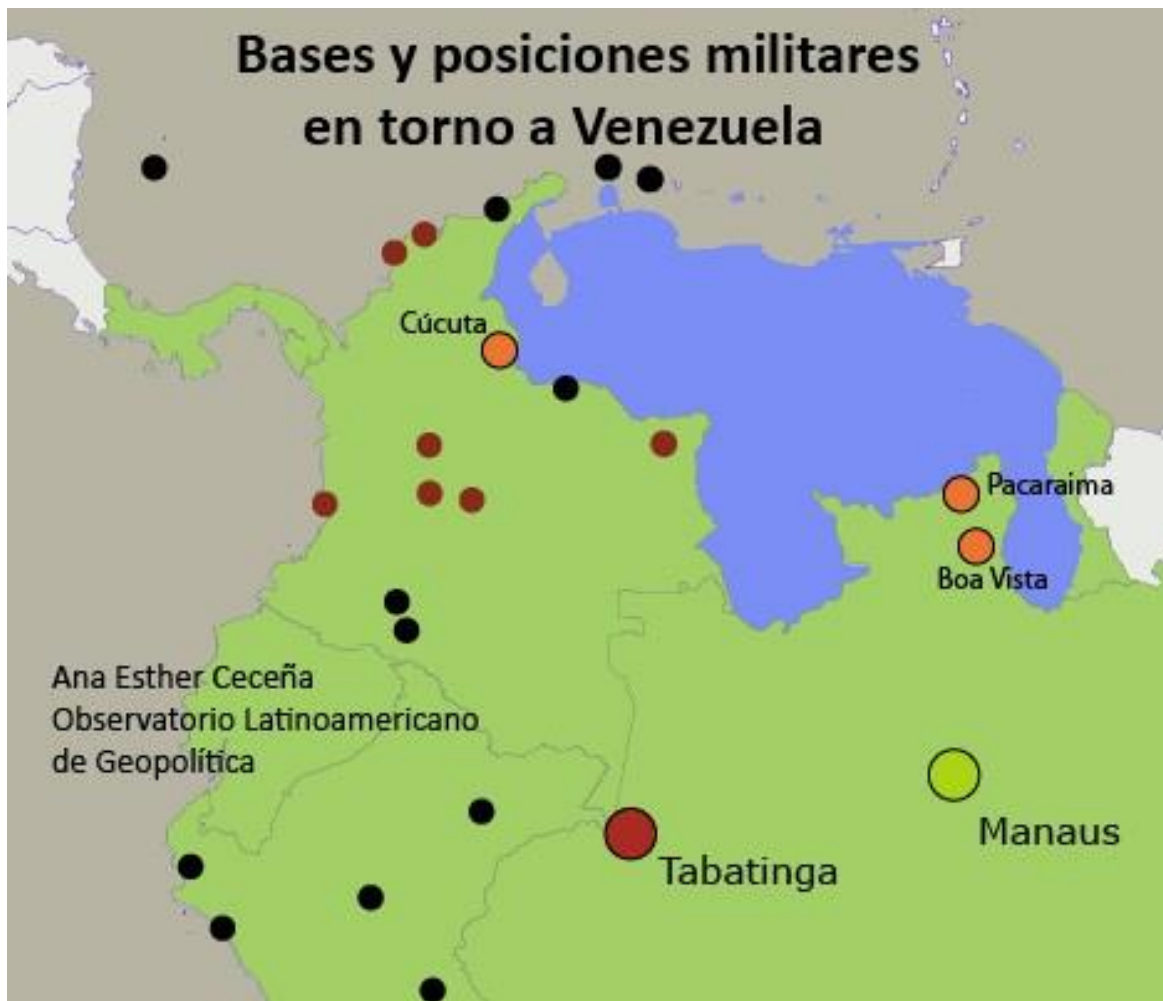 Bases y posiciones militares
en torno a Venezuela
Cúcuta
Pacaraima
Boa Vista
Ana Esther Ceceña
Observatorio Latinoamericano
de Geopolítica
Manaus
Tabatinga